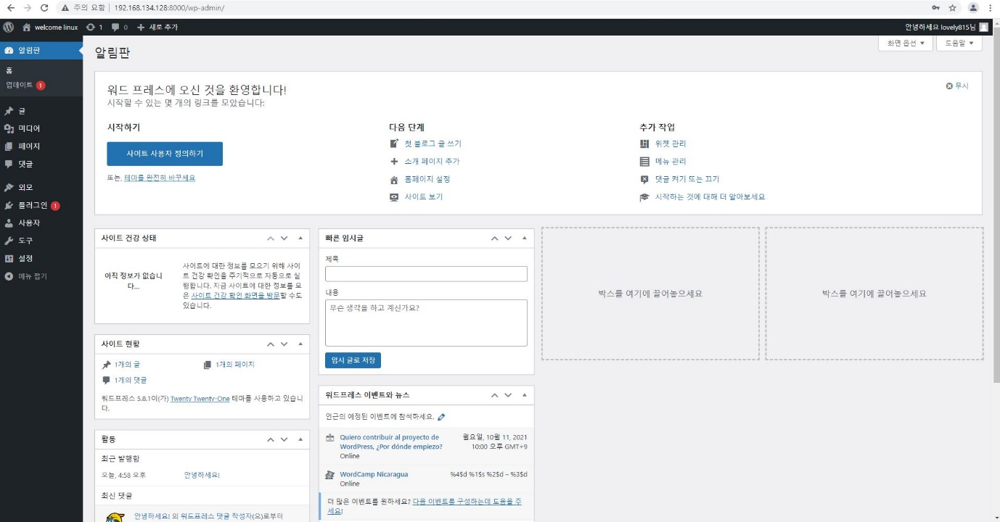 주의 요함 | 192.168.134.128:8000/wp-admin/
welcome linux 1 0 새로 추가
안녕하세요 lovely815님
알림판
홈
업데이트 1
글
미디어
페이지
댓글
외모
플러그인 1
사용자
도구
설정
메뉴 접기
알림판
화면 옵션 ▼
도움말 ▼
워드 프레스에 오신 것을 환영합니다!
시작할 수 있는 몇 개의 링크를 모았습니다:
무시
시작하기
사이트 사용자 정의하기
또는, 테마를 완전히 바꾸세요
다음 단계
첫 블로그 글 쓰기
소개 페이지 추가
홈페이지 설정
사이트 보기
추가 작업
위젯 관리
메뉴 관리
댓글 켜기 또는 끄기
시작하는 것에 대해 더 알아보세요
사이트 건강 상태
아직 정보가 없습니
다...
사이트에 대한 정보를 모으기 위해 사이
트 건강 확인을 주기적으로 자동으로 실
행합니다. 지금 사이트에 대한 정보를 모
은 사이트 건강 확인 화면을 방문할 수도
있습니다.
사이트 현황
1개의 글
1개의 페이지
1개의 댓글
워드프레스 5.8.1이(가) Twenty Twenty-One 테마를 사용하고 있습니
다.
활동
최근 발행함
오늘, 4:58 오후 안녕하세요!
최신 댓글
안녕하세요! 의 워드프레스 댓글 작성자(으)로부터
빠른 임시글
제목
내용
무슨 생각을 하고 계신가요?
임시 글로 저장
워드프레스 이벤트와 뉴스
인근의 예정된 이벤트에 참석하세요.
Quiero contribuir al proyecto de
WordPress, ¿Por dónde empiezo?
Online
월요일, 10월 11, 2021
10:00 오후 GMT+9
WordCamp Nicaragua
Online
%4$d %1$s %2$d – %3$d
더 많은 이벤트를 원하세요? 다음 이벤트를 구성하는데 도움을 주
세요!
박스를 여기에 끌어놓으세요
박스를 여기에 끌어놓으세요